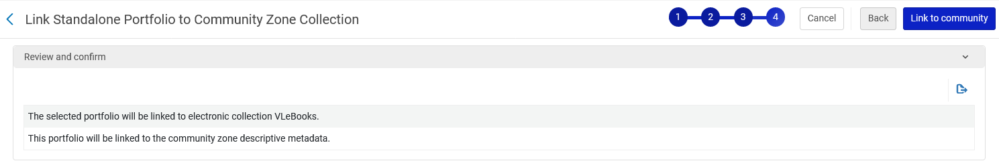 Link Standalone Portfolio to Community Zone Collection
1 2 3 4
Cancel
Back
Link to community
Review and confirm
The selected portfolio will be linked to electronic collection VLeBooks.
This portfolio will be linked to the community zone descriptive metadata.